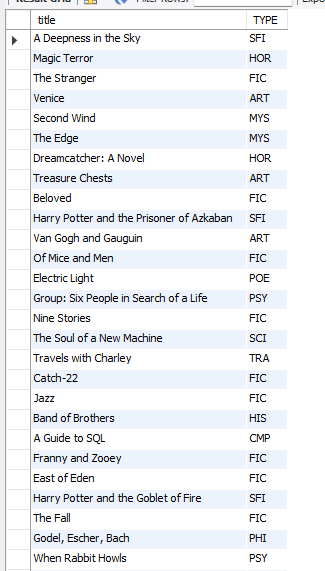 Result Grid Filter Rows:
title TYPE
A Deepness in the Sky SFI
Magic Terror HOR
The Stranger FIC
Venice ART
Second Wind MYS
The Edge MYS
Dreamcatcher: A Novel HOR
Treasure Chests ART
Beloved FIC
Harry Potter and the Prisoner of Azkaban SFI
Van Gogh and Gauguin ART
Of Mice and Men FIC
Electric Light POE
Group: Six People in Search of a Life PSY
Nine Stories FIC
The Soul of a New Machine SCI
Travels with Charley TRA
Catch-22 FIC
Jazz FIC
Band of Brothers HIS
A Guide to SQL CMP
Franny and Zooey FIC
East of Eden FIC
Harry Potter and the Goblet of Fire SFI
The Fall FIC
Godel, Escher, Bach PHI
When Rabbit Howls PSY